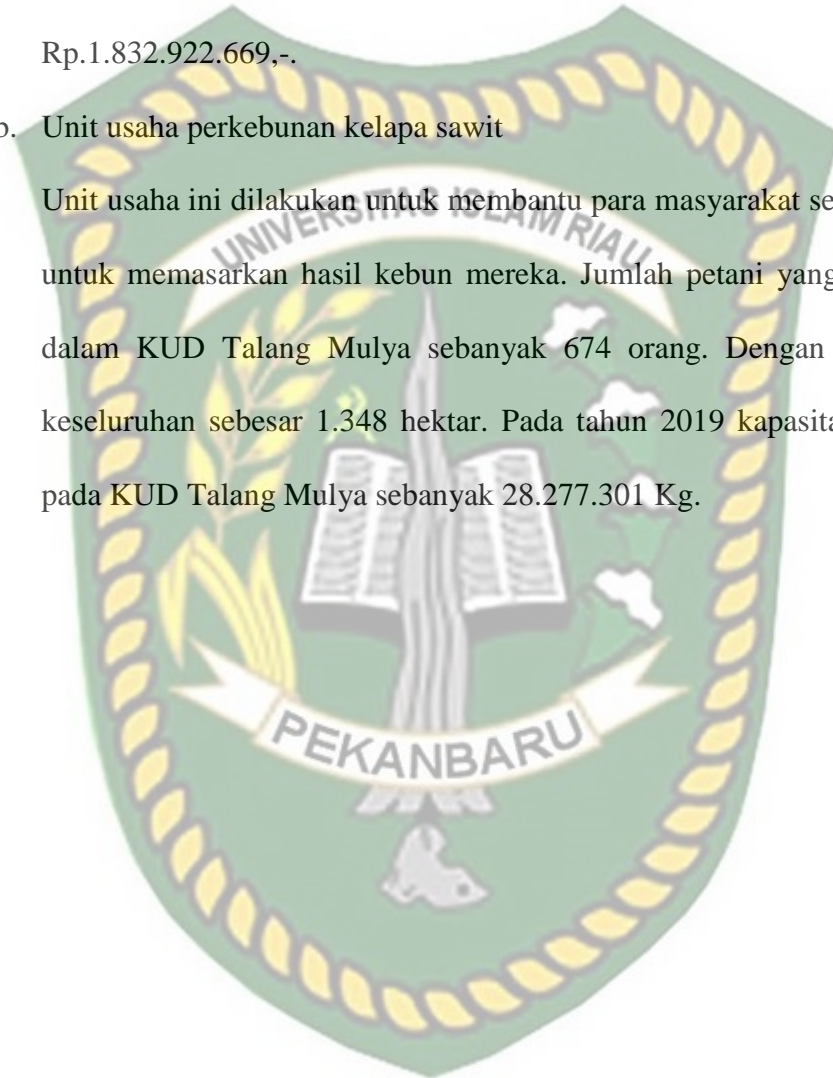 Rp.1.832.922.669,-.
b. Unit usaha perkebunan kelapa sawit
Unit usaha ini dilakukan untuk membantu para masyarakat
untuk memasarkan hasil kebun mereka. Jumlah petani yang
dalam KUD Talang Mulya sebanyak 674 orang. Dengan
keseluruhan sebesar 1.348 hektar. Pada tahun 2019
pada KUD Talang Mulya sebanyak 28.277.301 Kg.
UNIVERSITAS ISLAM RIAU
PEKANBARU